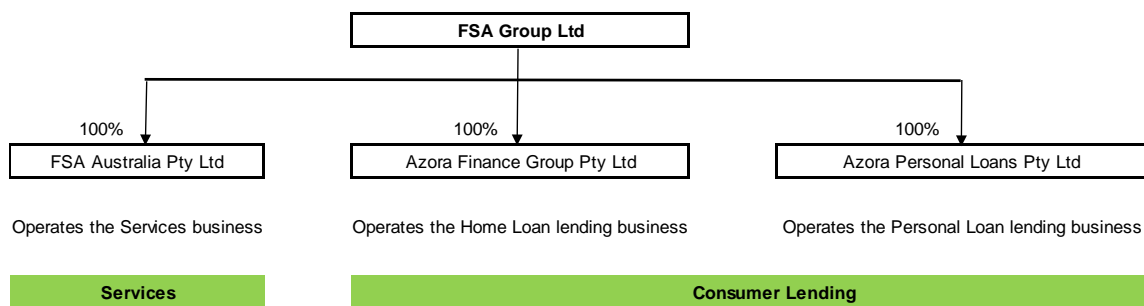 FSA Group Ltd
100% 100% 100%
FSA Australia Pty Ltd Azora Finance Group Pty Ltd Azora Personal Loans Pty Ltd
Operates the Services business Operates the Home Loan lending business Operates the Personal Loan lending business
Services Consumer Lending